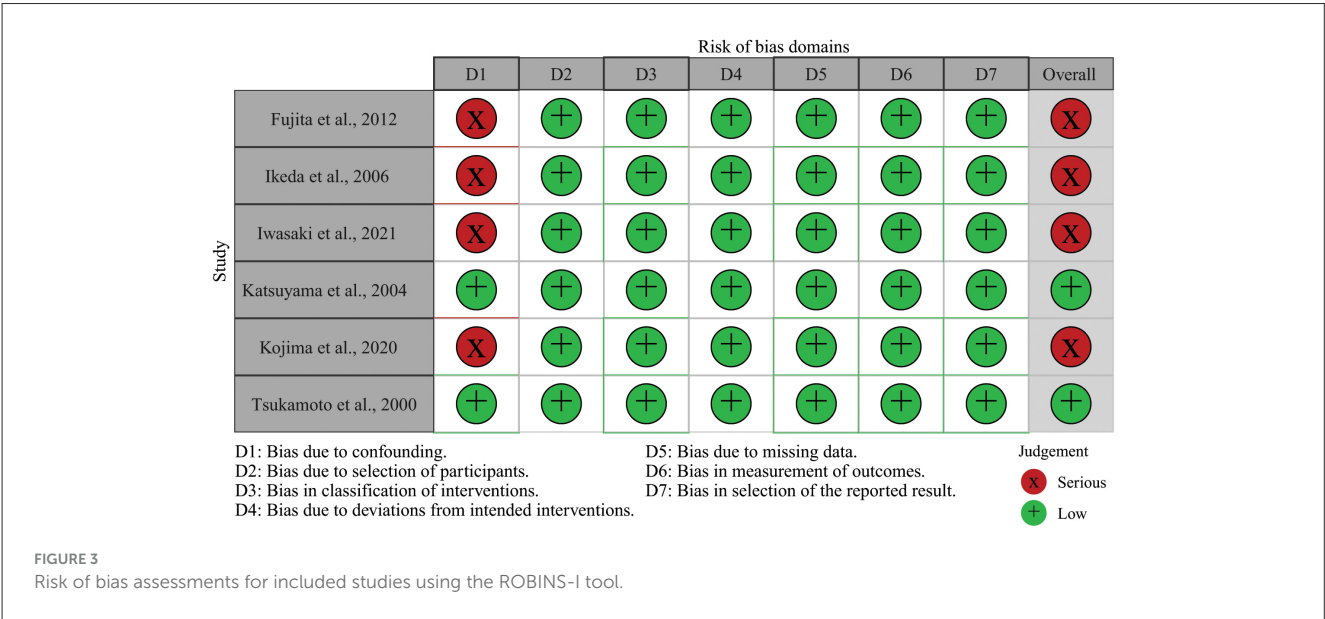 Risk of bias domains
D1 D2 D3 D4 D5 D6 D7 Overall
Study
Fujita et al., 2012 X + + + + + + X
Ikeda et al., 2006 X + + + + + + X
Iwasaki et al., 2021 X + + + + + + X
Katsuyama et al., 2004 + + + + + + + +
Kojima et al., 2020 X + + + + + + X
Tsukamoto et al., 2000 + + + + + + + +
D1: Bias due to confounding.
D2: Bias due to selection of participants.
D3: Bias in classification of interventions.
D4: Bias due to deviations from intended interventions.
D5: Bias due to missing data.
D6: Bias in measurement of outcomes.
D7: Bias in selection of the reported result.
Judgement
X Serious
+ Low
FIGURE 3
Risk of bias assessments for included studies using the ROBINS-I tool.